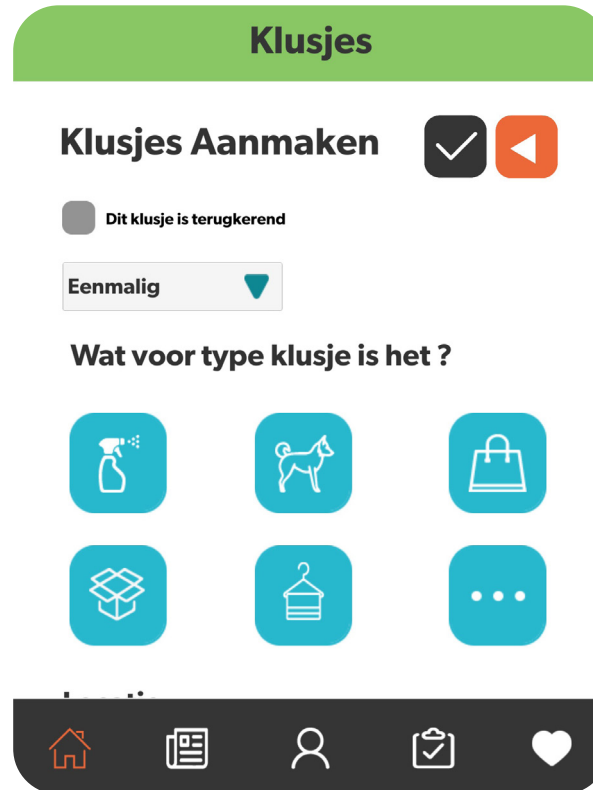 Klusjes
Klusjes Aanmaken
Dit klusje is terugkerend
Eenmalig
Wat voor type klusje is het ?